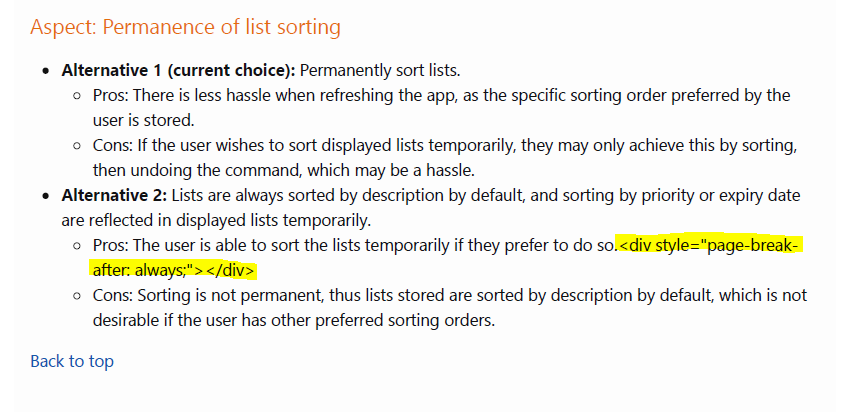 Aspect: Permanence of list sorting
• Alternative 1 (current choice): Permanently sort lists.
◦ Pros: There is less hassle when refreshing the app, as the specific sorting order preferred by the
user is stored.
◦ Cons: If the user wishes to sort displayed lists temporarily, they may only achieve this by sorting,
then undoing the command, which may be a hassle.
• Alternative 2: Lists are always sorted by description by default, and sorting by priority or expiry date
are reflected in displayed lists temporarily.
◦ Pros: The user is able to sort the lists temporarily if they prefer to do so.<div style="page-break-
after: always;"></div>
◦ Cons: Sorting is not permanent, thus lists stored are sorted by description by default, which is not
desirable if the user has other preferred sorting orders.
Back to top